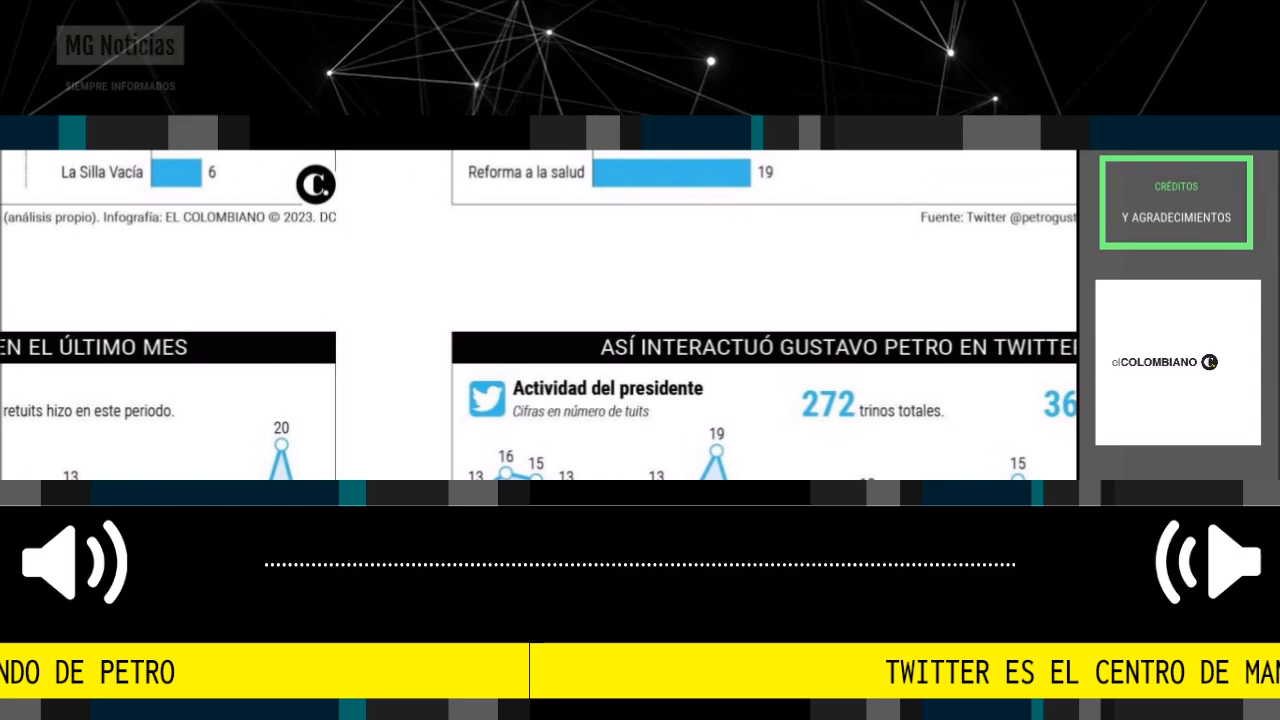 MG Noticias
SIEMPRE INFORMADOS
La Silla Vacía 6
(análisis propio). Infografía: EL COLOMBIANO © 2023. DC
Reforma a la salud 19
Fuente: Twitter @petrogust
CRÉDITOS
Y AGRADECIMIENTOS
elCOLOMBIANO C.
EN EL ÚLTIMO MES
retuits hizo en este periodo.
20
13
ASÍ INTERACTUÓ GUSTAVO PETRO EN TWITTER
Actividad del presidente
Cifras en número de tuits
272 trinos totales.
36
13 16 15 13 13 19 15
NDO DE PETRO
TWITTER ES EL CENTRO DE MAN